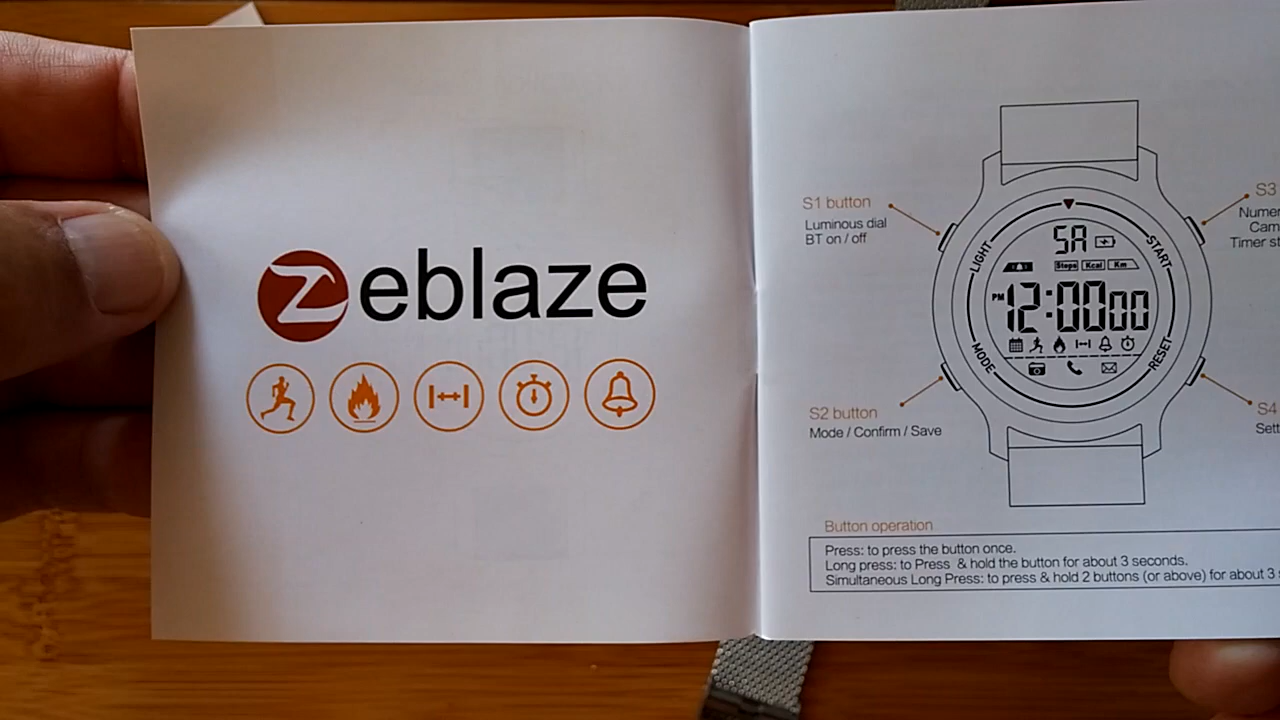 zeblaze
S1 button
Luminous dial
BT on / off
S3
Timer
SA
LIGHT
START
Steps Kcal Km
PM 12:00 00
MODE
RESET
S2 button
Mode / Confirm / Save
S4
Button operation
Press: to press the button once.
Long press: to Press & hold the button for about 3 seconds.
Simultaneous Long Press: to press & hold 2 buttons (or above) for about 3